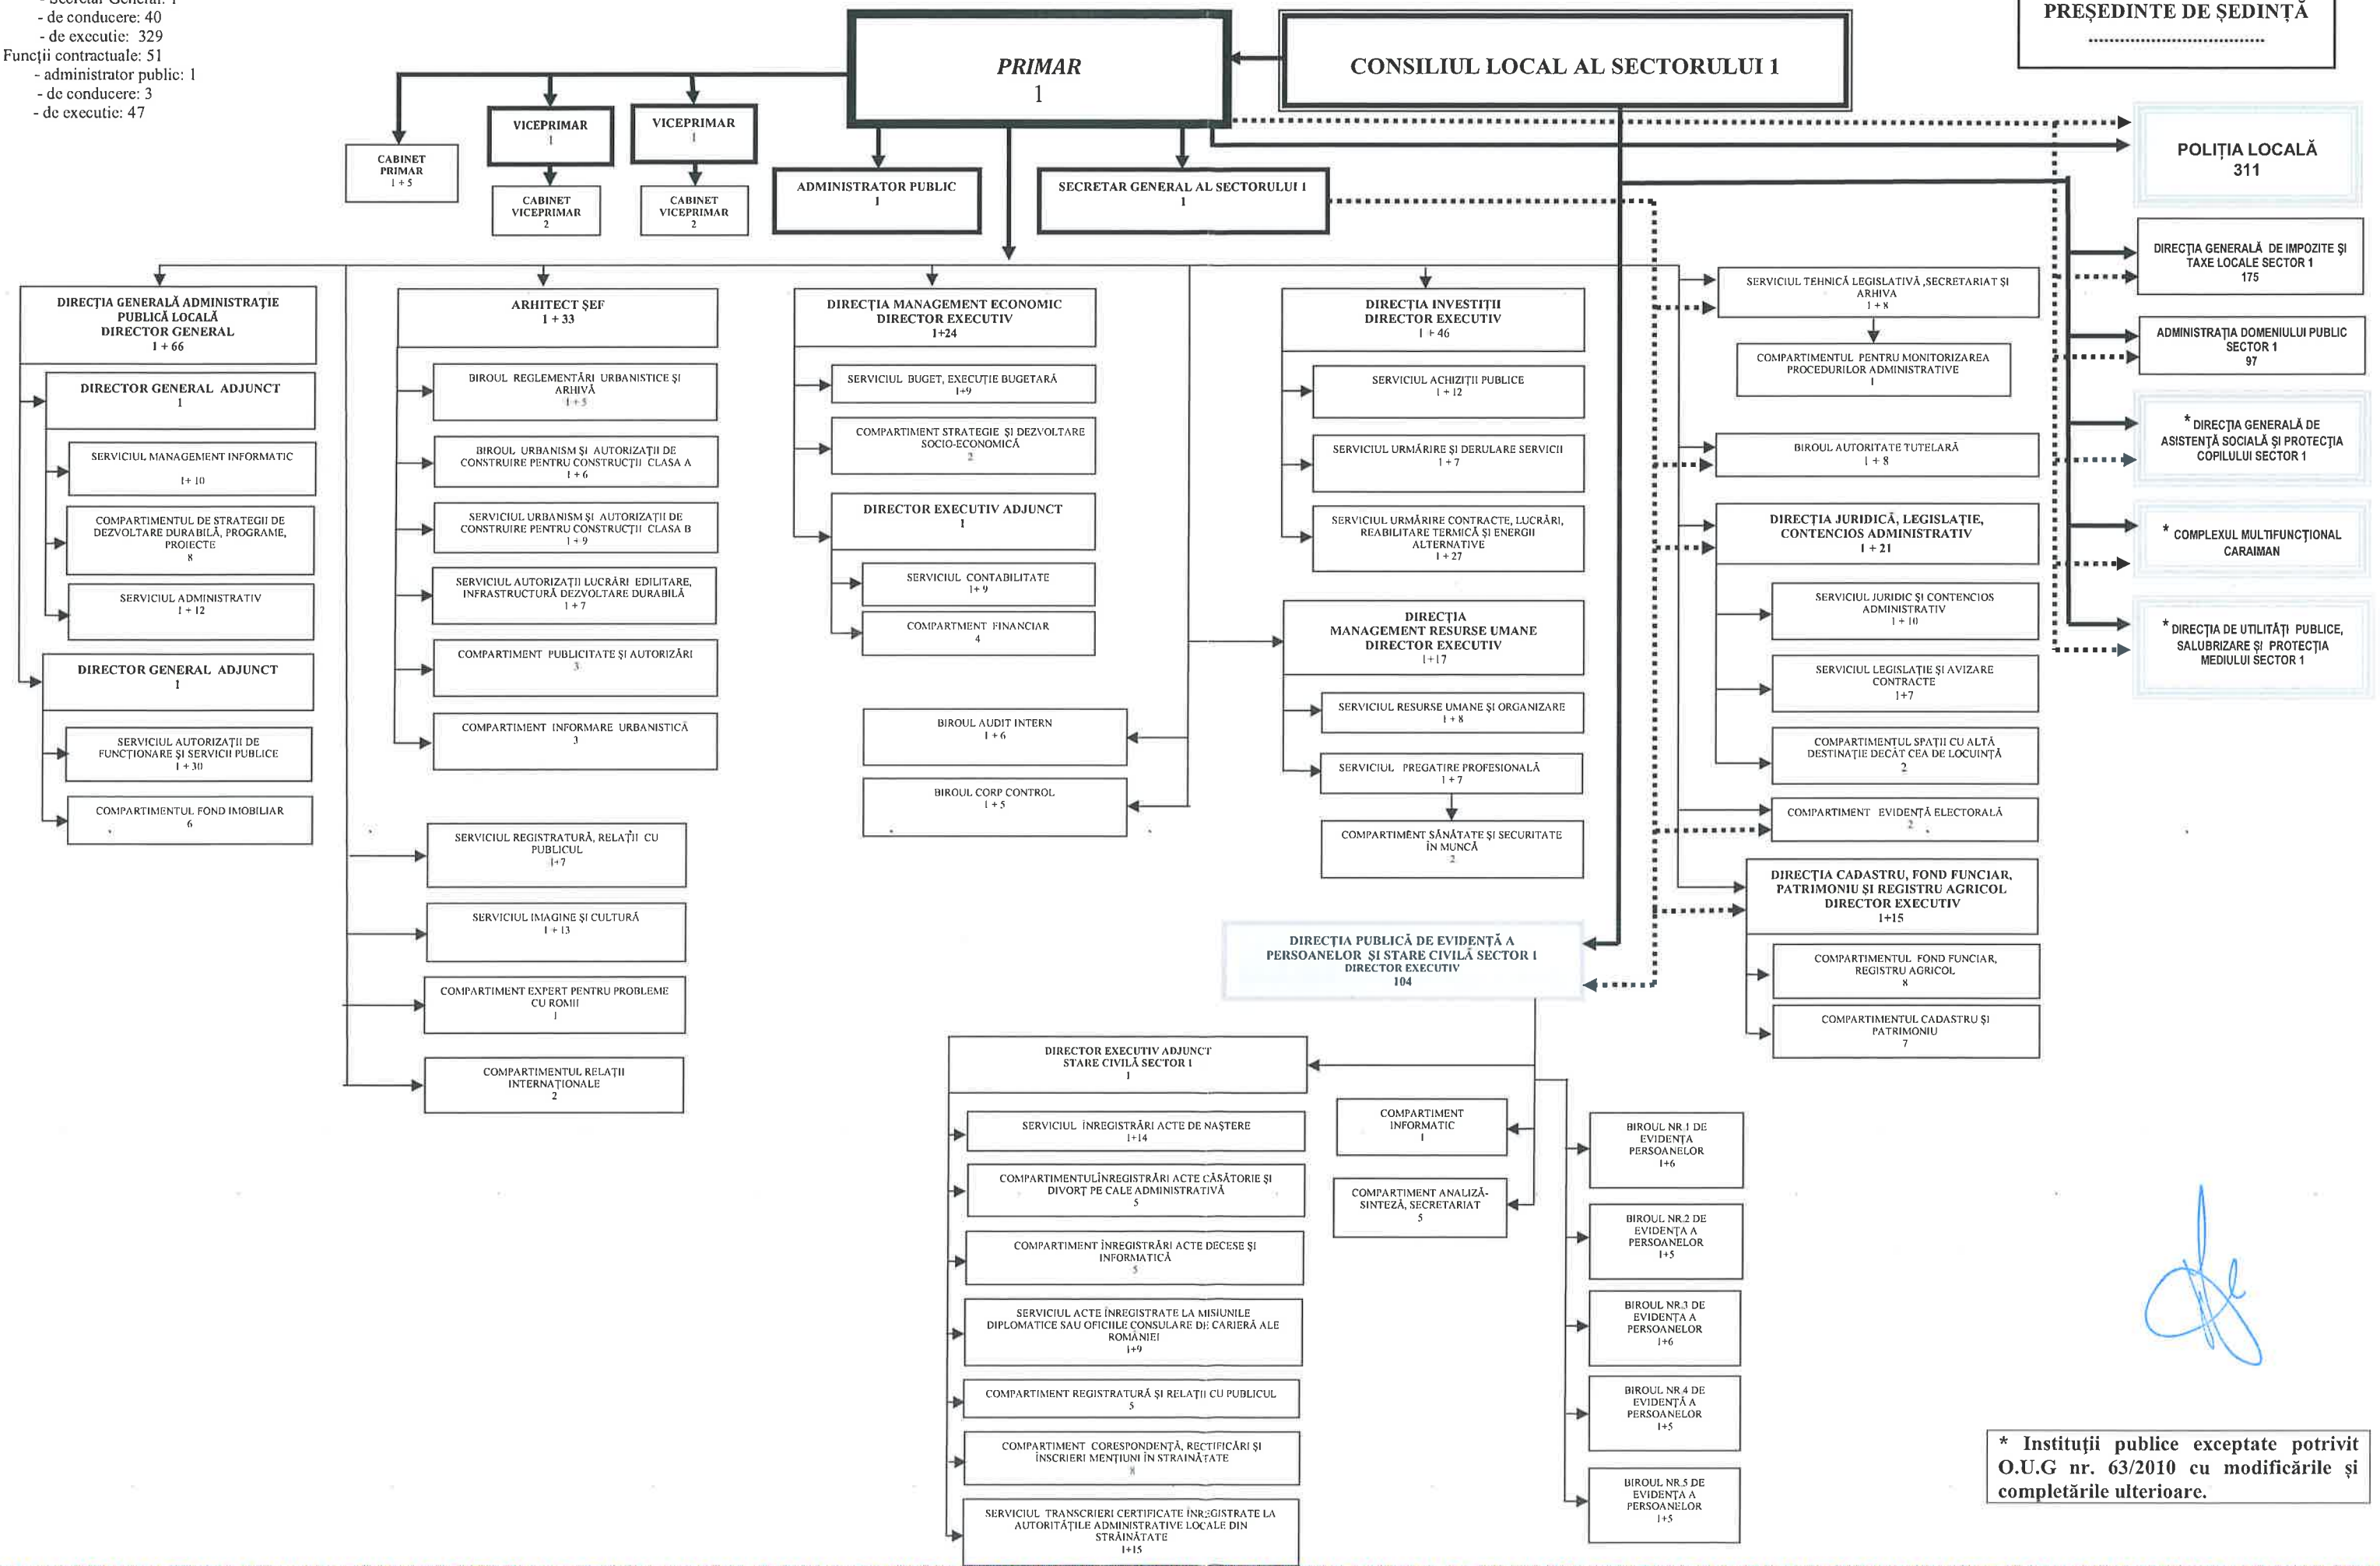 - Secretar General: 1
- de conducere: 40
- de executie: 329
Funcții contractuale: 51
- administrator public: 1
- de conducere: 3
- de executie: 47
PRIMAR
1
CONSILIUL LOCAL AL SECTORULUI 1
PREȘEDINTE DE ȘEDINȚĂ
....................................
VICEPRIMAR
1
VICEPRIMAR
1
CABINET
PRIMAR
1 + 5
CABINET
VICEPRIMAR
2
CABINET
VICEPRIMAR
2
ADMINISTRATOR PUBLIC
1
SECRETAR GENERAL AL SECTORULUI 1
1
POLIȚIA LOCALĂ
311
DIRECȚIA GENERALĂ DE IMPOZITE ȘI
TAXE LOCALE SECTOR 1
175
ADMINISTRAȚIA DOMENIULUI PUBLIC
SECTOR 1
97
* DIRECȚIA GENERALĂ DE
ASISTENȚĂ SOCIALĂ ȘI PROTECȚIA
COPILULUI SECTOR 1
* COMPLEXUL MULTIFUNCȚIONAL
CARAIMAN
* DIRECȚIA DE UTILITĂȚI PUBLICE,
SALUBRIZARE ȘI PROTECȚIA
MEDIULUI SECTOR 1
DIRECȚIA GENERALĂ ADMINISTRAȚIE
PUBLICĂ LOCALĂ
DIRECTOR GENERAL
1 + 66
DIRECTOR GENERAL ADJUNCT
1
SERVICIUL MANAGEMENT INFORMATIC
1+ 10
COMPARTIMENTUL DE STRATEGII DE
DEZVOLTARE DURABILĂ, PROGRAME,
PROIECTE
8
SERVICIUL ADMINISTRATIV
1 + 12
DIRECTOR GENERAL ADJUNCT
1
SERVICIUL AUTORIZAȚII DE
FUNCȚIONARE ȘI SERVICII PUBLICE
1 + 30
COMPARTIMENTUL FOND IMOBILIAR
6
ARHITECT ȘEF
1 + 33
BIROUL REGLEMENTĂRI URBANISTICE ȘI
ARHIVĂ
1 + 5
BIROUL URBANISM ȘI AUTORIZAȚII DE
CONSTRUIRE PENTRU CONSTRUCȚII CLASA A
1 + 6
SERVICIUL URBANISM ȘI AUTORIZAȚII DE
CONSTRUIRE PENTRU CONSTRUCȚII CLASA B
1 + 9
SERVICIUL AUTORIZAȚII LUCRĂRI EDILITARE,
INFRASTRUCTURĂ DEZVOLTARE DURABILĂ
1 + 7
COMPARTIMENT PUBLICITATE ȘI AUTORIZĂRI
3
COMPARTIMENT INFORMARE URBANISTICĂ
3
SERVICIUL REGISTRATURĂ, RELAȚII CU
PUBLICUL
1+7
SERVICIUL IMAGINE ȘI CULTURĂ
1 + 13
COMPARTIMENT EXPERT PENTRU PROBLEME
CU ROMII
1
COMPARTIMENTUL RELAȚII
INTERNAȚIONALE
2
DIRECȚIA MANAGEMENT ECONOMIC
DIRECTOR EXECUTIV
1+24
SERVICIUL BUGET, EXECUȚIE BUGETARĂ
1+9
COMPARTIMENT STRATEGIE ȘI DEZVOLTARE
SOCIO-ECONOMICĂ
2
DIRECTOR EXECUTIV ADJUNCT
1
SERVICIUL CONTABILITATE
1+ 9
COMPARTMENT FINANCIAR
4
BIROUL AUDIT INTERN
1 + 6
BIROUL CORP CONTROL
1 + 5
DIRECȚIA INVESTIȚII
DIRECTOR EXECUTIV
1 + 46
SERVICIUL ACHIZIȚII PUBLICE
1 + 12
SERVICIUL URMĂRIRE ȘI DERULARE SERVICII
1 + 7
SERVICIUL URMĂRIRE CONTRACTE, LUCRĂRI,
REABILITARE TERMICĂ ȘI ENERGII
ALTERNATIVE
1 + 27
DIRECȚIA
MANAGEMENT RESURSE UMANE
DIRECTOR EXECUTIV
1+17
SERVICIUL RESURSE UMANE ȘI ORGANIZARE
1 + 8
SERVICIUL PREGATIRE PROFESIONALĂ
1 + 7
COMPARTIMENT SĂNĂTATE ȘI SECURITATE
ÎN MUNCĂ
2
SERVICIUL TEHNICĂ LEGISLATIVĂ ,SECRETARIAT ȘI
ARHIVA
1 + 8
COMPARTIMENTUL PENTRU MONITORIZAREA
PROCEDURILOR ADMINISTRATIVE
1
BIROUL AUTORITATE TUTELARĂ
1 + 8
DIRECȚIA JURIDICĂ, LEGISLAȚIE,
CONTENCIOS ADMINISTRATIV
1 + 21
SERVICIUL JURIDIC ȘI CONTENCIOS
ADMINISTRATIV
1 + 10
SERVICIUL LEGISLAȚIE ȘI AVIZARE
CONTRACTE
1+7
COMPARTIMENTUL SPAȚII CU ALTĂ
DESTINAȚIE DECÂT CEA DE LOCUINȚĂ
2
COMPARTIMENT EVIDENȚĂ ELECTORALĂ
2
DIRECȚIA CADASTRU, FOND FUNCIAR,
PATRIMONIU ȘI REGISTRU AGRICOL
DIRECTOR EXECUTIV
1+15
COMPARTIMENTUL FOND FUNCIAR,
REGISTRU AGRICOL
8
COMPARTIMENTUL CADASTRU ȘI
PATRIMONIU
7
DIRECȚIA PUBLICĂ DE EVIDENȚĂ A
PERSOANELOR ȘI STARE CIVILĂ SECTOR 1
DIRECTOR EXECUTIV
104
DIRECTOR EXECUTIV ADJUNCT
STARE CIVILĂ SECTOR 1
1
SERVICIUL ÎNREGISTRĂRI ACTE DE NAȘTERE
1+14
COMPARTIMENTULÎNREGISTRĂRI ACTE CĂSĂTORIE ȘI
DIVORȚ PE CALE ADMINISTRATIVĂ
5
COMPARTIMENT ÎNREGISTRĂRI ACTE DECESE ȘI
INFORMATICĂ
5
SERVICIUL ACTE ÎNREGISTRATE LA MISIUNILE
DIPLOMATICE SAU OFICIILE CONSULARE DE CARIERĂ ALE
ROMÂNIEI
1+9
COMPARTIMENT REGISTRATURĂ ȘI RELAȚII CU PUBLICUL
5
COMPARTIMENT CORESPONDENȚĂ, RECTIFICĂRI ȘI
ÎNSCRIERI MENȚIUNI ÎN STRAINĂTATE
8
SERVICIUL TRANSCRIERI CERTIFICATE ÎNREGISTRATE LA
AUTORITĂȚILE ADMINISTRATIVE LOCALE DIN
STRĂINĂTATE
1+15
COMPARTIMENT
INFORMATIC
1
COMPARTIMENT ANALIZĂ-
SINTEZĂ, SECRETARIAT
5
BIROUL NR.1 DE
EVIDENȚA
PERSOANELOR
1+6
BIROUL NR.2 DE
EVIDENȚA A
PERSOANELOR
1+5
BIROUL NR.3 DE
EVIDENȚA A
PERSOANELOR
1+6
BIROUL NR.4 DE
EVIDENȚĂ A
PERSOANELOR
1+5
BIROUL NR.5 DE
EVIDENȚA A
PERSOANELOR
1+5
* Instituții publice exceptate potrivit
O.U.G nr. 63/2010 cu modificările și
completările ulterioare.